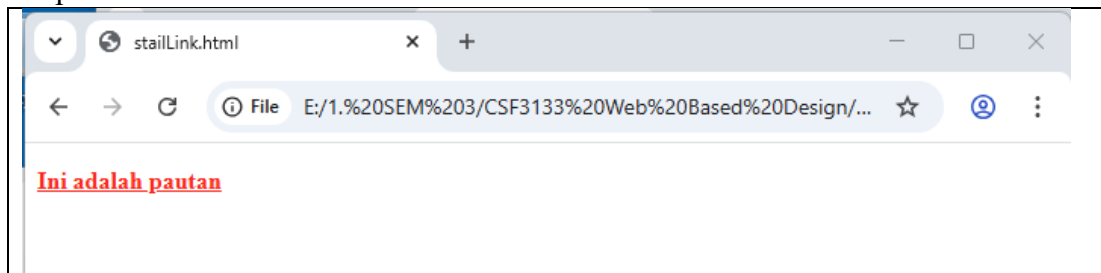 stailLink.html
File E:/1.%20SEM%203/CSF3133%20Web%20Based%20Design/...
Ini adalah pautan